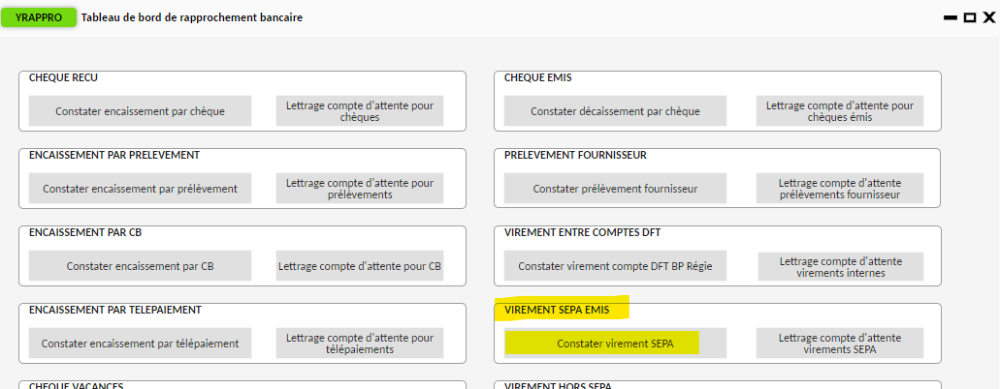 YRAPPRO Tableau de bord de rapprochement bancaire
CHEQUE RECU
Constater encaissement par chèque
Lettrage compte d'attente pour
chèques
CHEQUE EMIS
Constater décaissement par chèque
Lettrage compte d'attente pour
chèques émis
ENCAISSEMENT PAR PRELEVEMENT
Constater encaissement par prélèvement
Lettrage compte d'attente pour
prélèvements
PRELEVEMENT FOURNISSEUR
Constater prélèvement fournisseur
Lettrage compte d'attente
prélèvements fournisseur
ENCAISSEMENT PAR CB
Constater encaissement par CB
Lettrage compte d'attente pour CB
VIREMENT ENTRE COMPTES DFT
Constater virement compte DFT BP Régie
Lettrage compte d'attente
virements internes
ENCAISSEMENT PAR TELEPAIEMENT
Constater encaissement par télépaiement
Lettrage compte d'attente pour
télépaiements
VIREMENT SEPA EMIS
Constater virement SEPA
Lettrage compte d'attente
virements SEPA
CHEQUE VACANCES
VIREMENT HORS SEPA